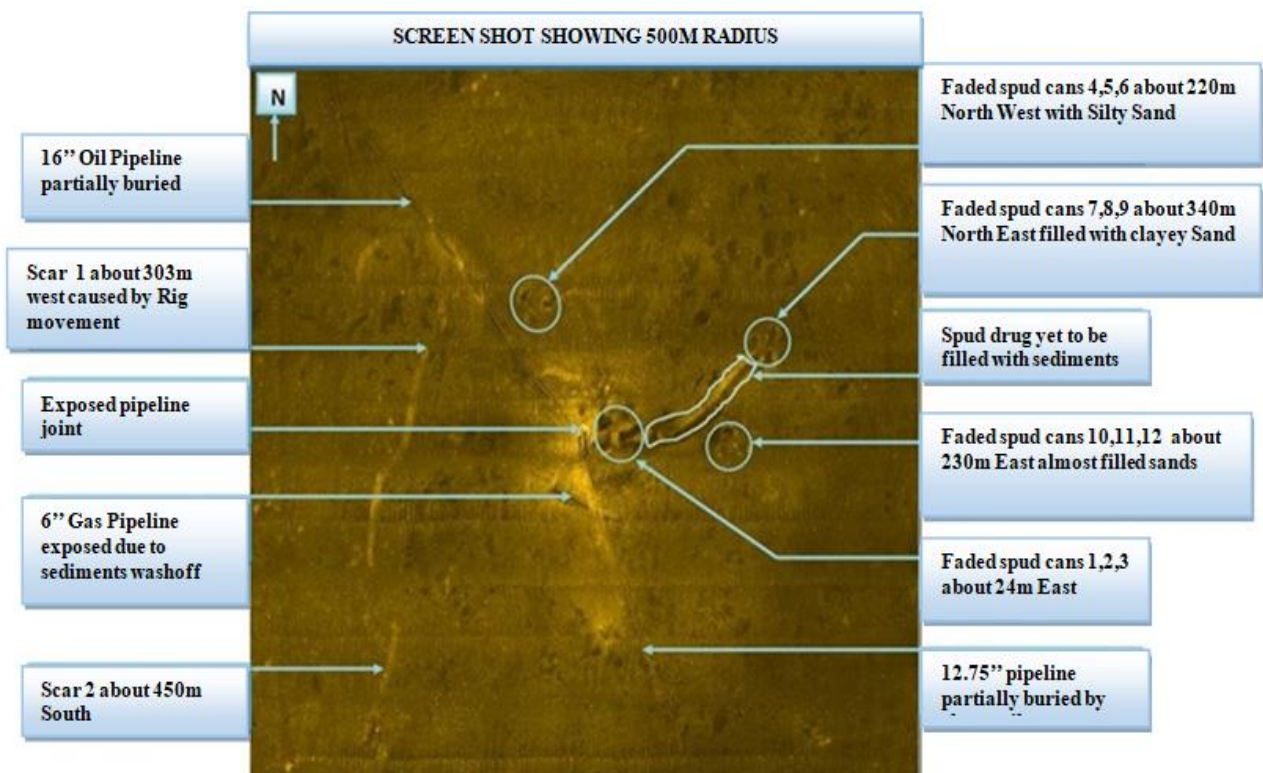 SCREEN SHOT SHOWING 500M RADIUS
N
16’’ Oil Pipeline
partially buried
Scar 1 about 303m
west caused by Rig
movement
Exposed pipeline
joint
6’’ Gas Pipeline
exposed due to
sediments washoff
Scar 2 about 450m
South
Faded spud cans 4,5,6 about 220m
North West with Silty Sand
Faded spud cans 7,8,9 about 340m
North East filled with clayey Sand
Spud drug yet to be
filled with sediments
Faded spud cans 10,11,12 about
230m East almost filled sands
Faded spud cans 1,2,3
about 24m East
12.75’’ pipeline
partially buried by